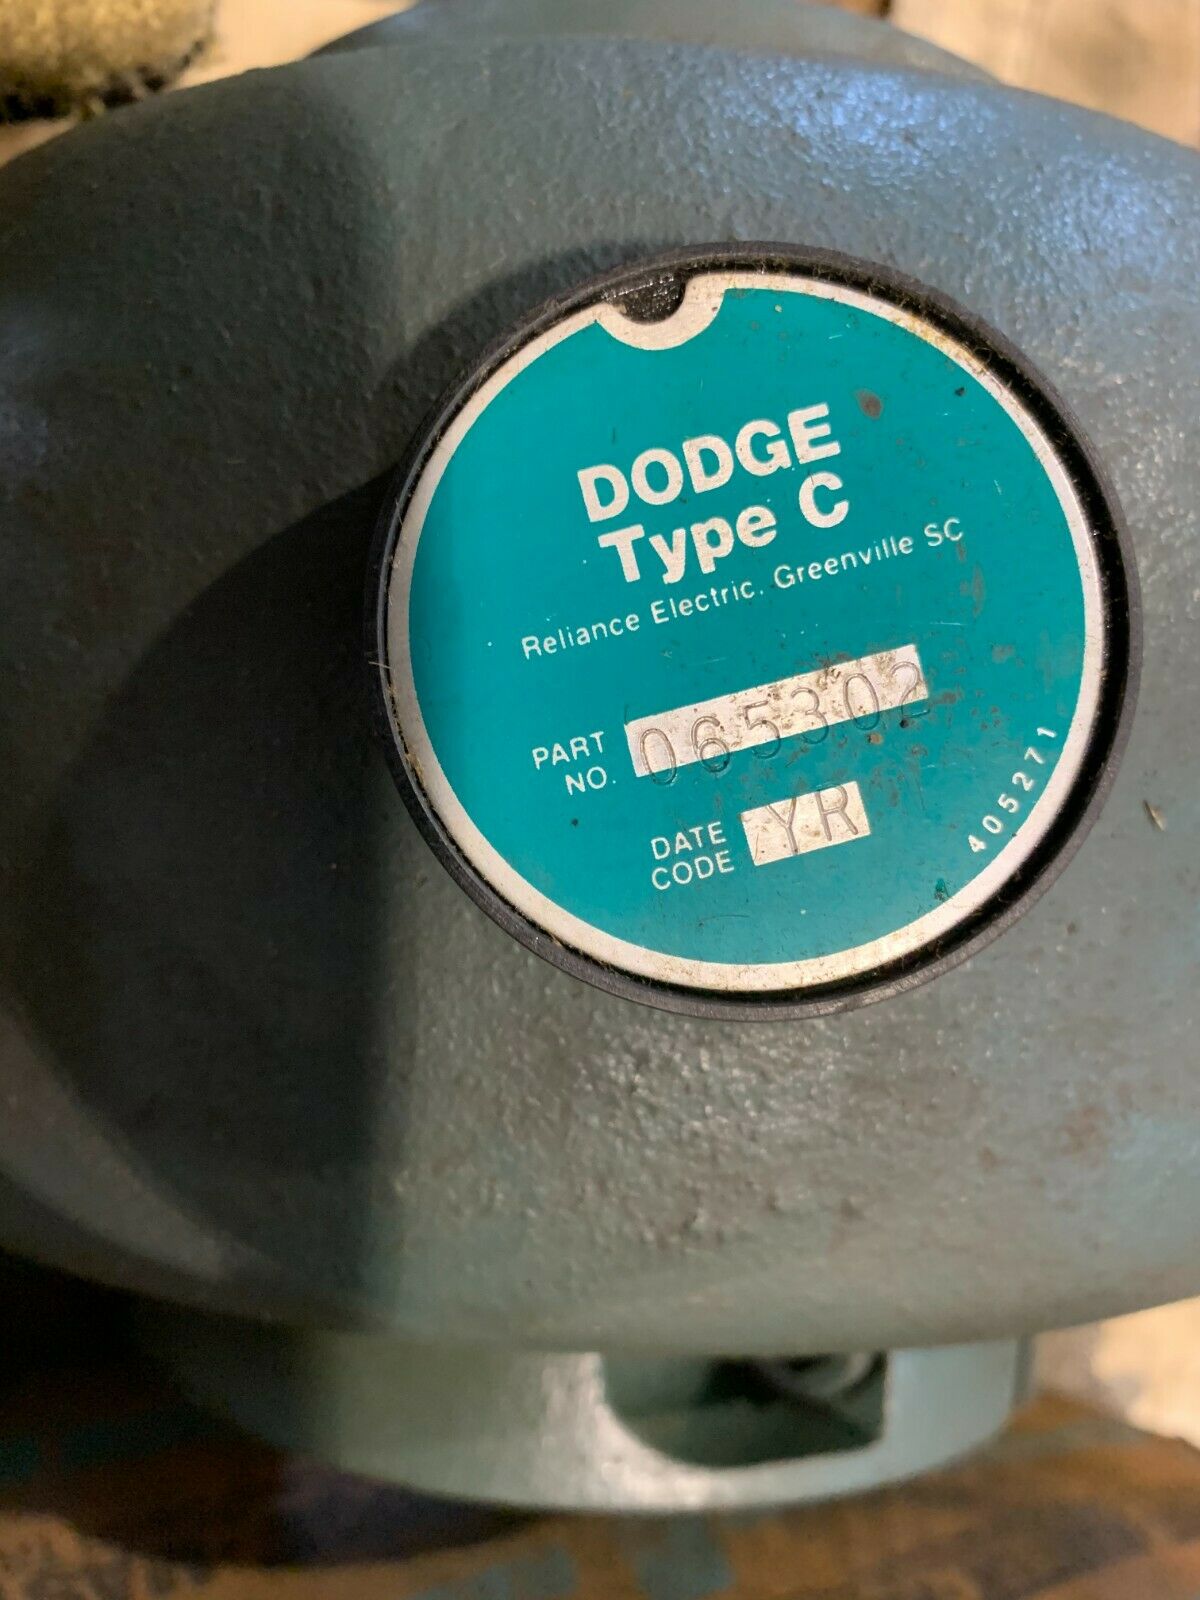 DODGE
Type C
Reliance Electric. Greenville SC
PART NO. 065302
DATE CODE YR
405271